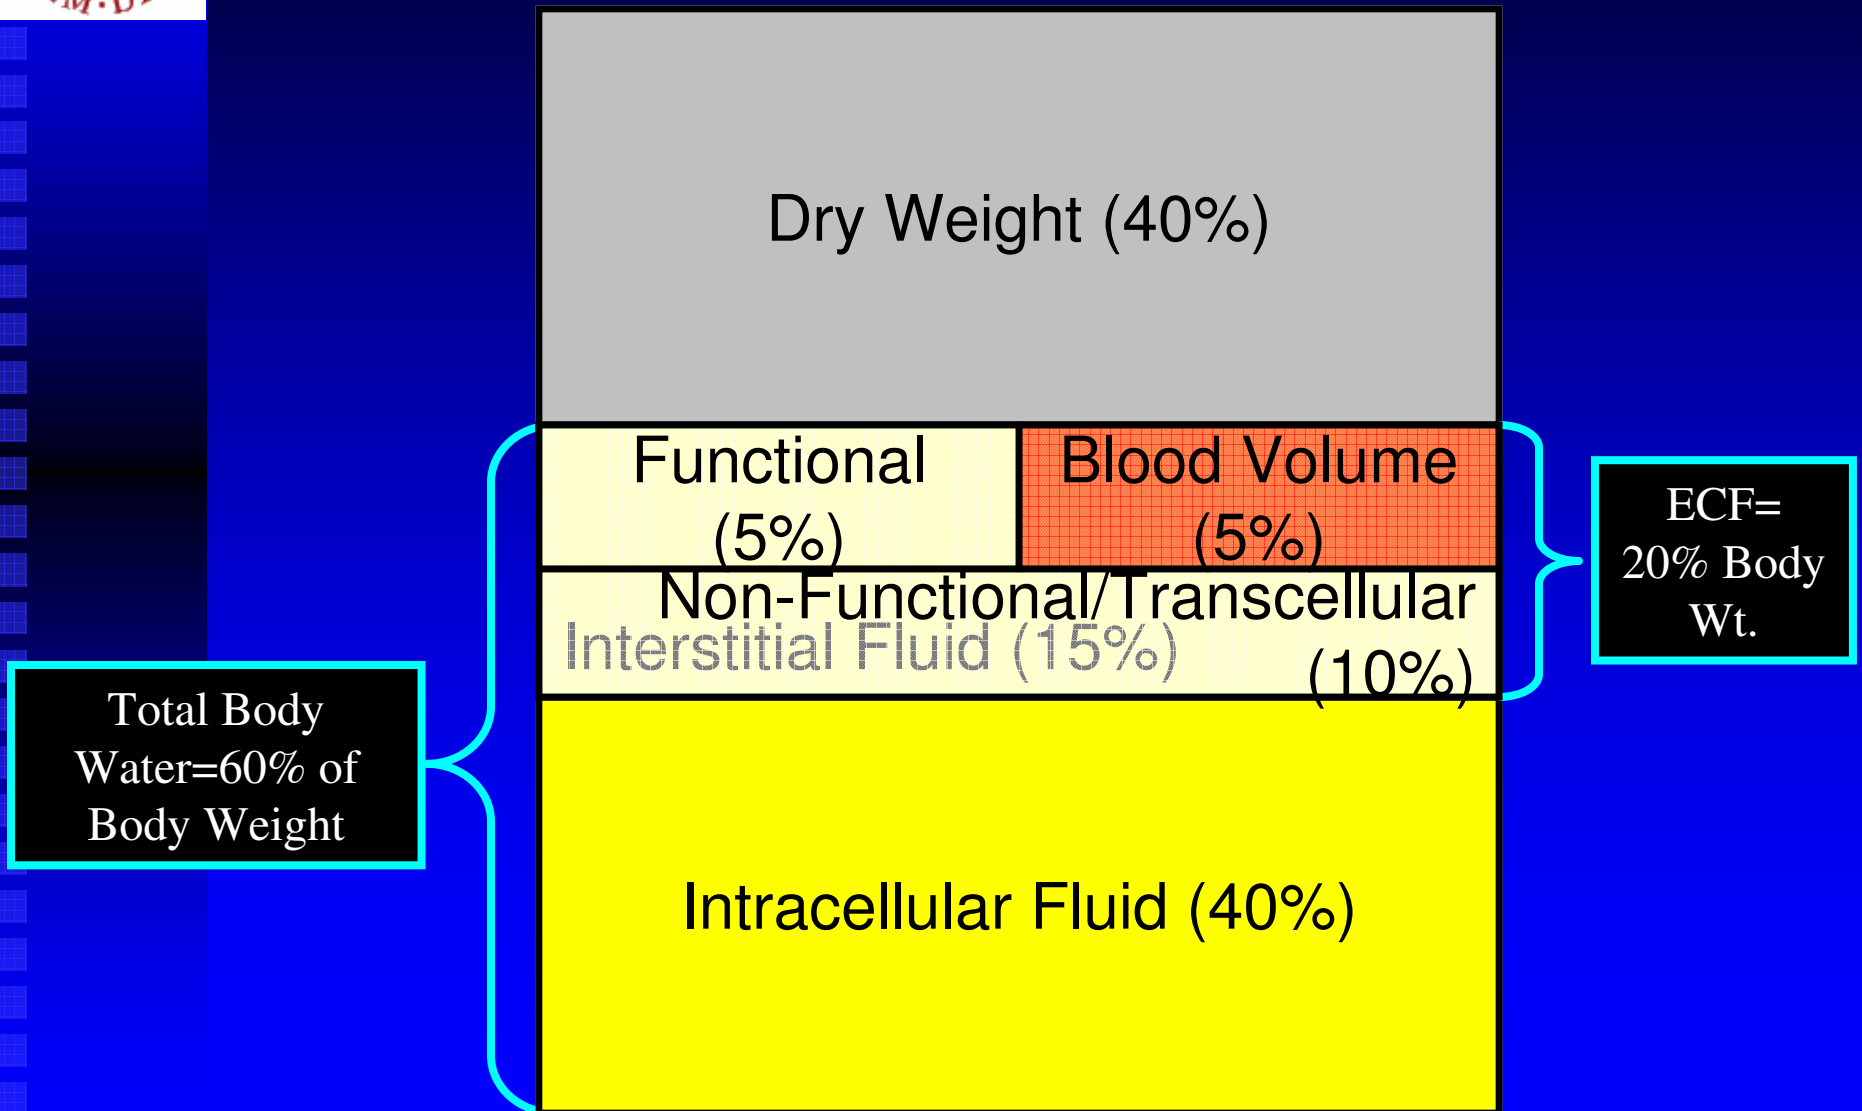 Dry Weight (40%)
Functional
(5%)
Blood Volume
(5%)
Non-Functional/Transcellular
(10%)
Interstitial Fluid (15%)
ECF=
20% Body
Wt.
Total Body
Water=60% of
Body Weight
Intracellular Fluid (40%)